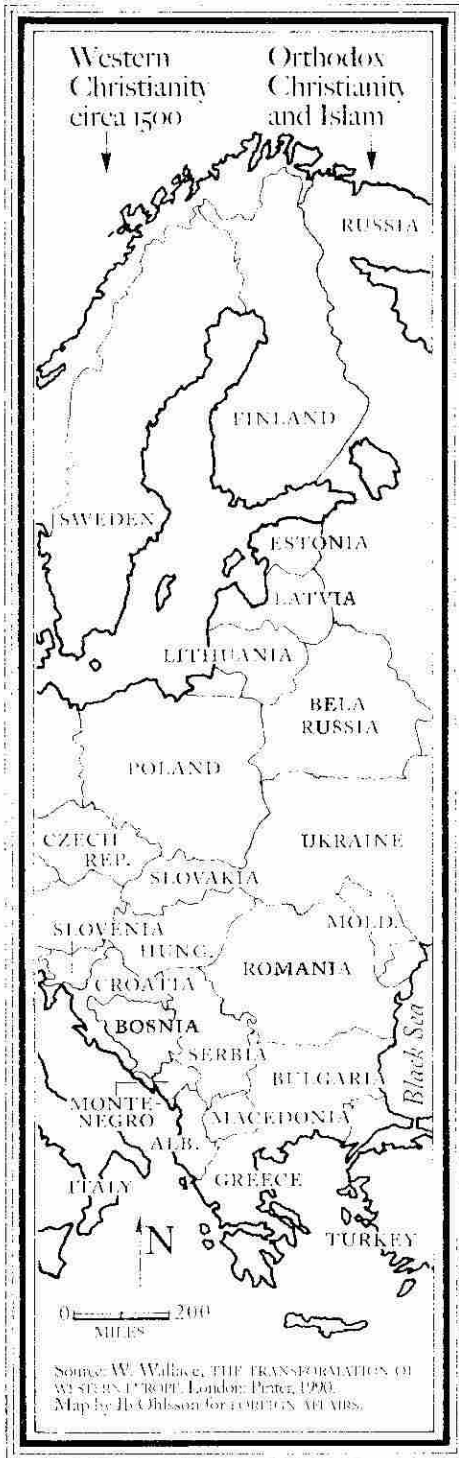 Western
Christianity
circa 1500
Orthodox
Christianity
and Islam
RUSSIA
FINLAND
SWEDEN
ESTONIA
LATVIA
LITHUANIA
BELA
RUSSIA
POLAND
CZECH
REP.
UKRAINE
SLOVAKIA
SLOVENIA
HUNG.
MOLD.
CROATIA
ROMANIA
BOSNIA
SERBIA
Black Sea
BULGARIA
MONTE-
NEGRO
MACEDONIA
ALB.
ITALY
GREECE
TURKEY
N
0 200
MILES
Source: W. Wallace, THE TRANSFORMATION OF
WESTERN EUROPE. London: Pinter, 1990.
Map by Ib Ohlsson for FOREIGN AFFAIRS.